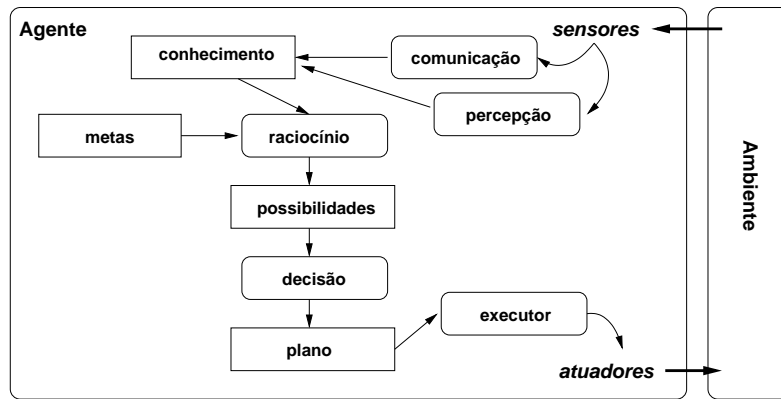 Agente
sensores
conhecimento
comunicação
percepção
metas
raciocínio
possibilidades
decisão
executor
plano
atuadores
Ambiente